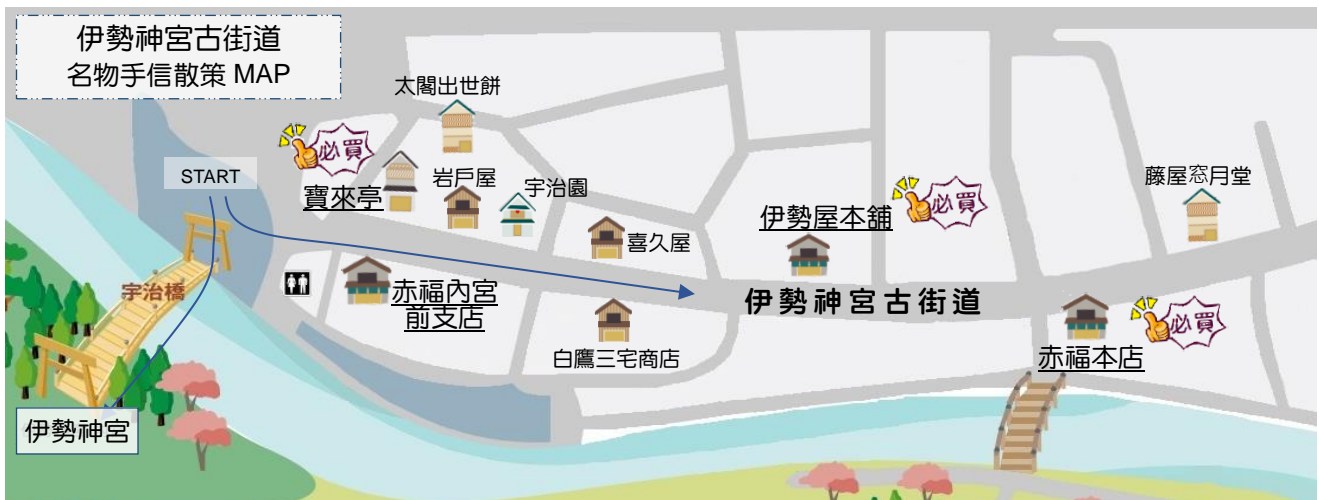 伊勢神宮古街道
名物手信散策 MAP
太閣出世餅
必買
START
岩戶屋
宇治園
寶來亭
藤屋窓月堂
伊勢屋本舖
必買
喜久屋
宇治橋
赤福內宮
前支店
伊勢神宮古街道
必買
白鷹三宅商店
赤福本店
伊勢神宮